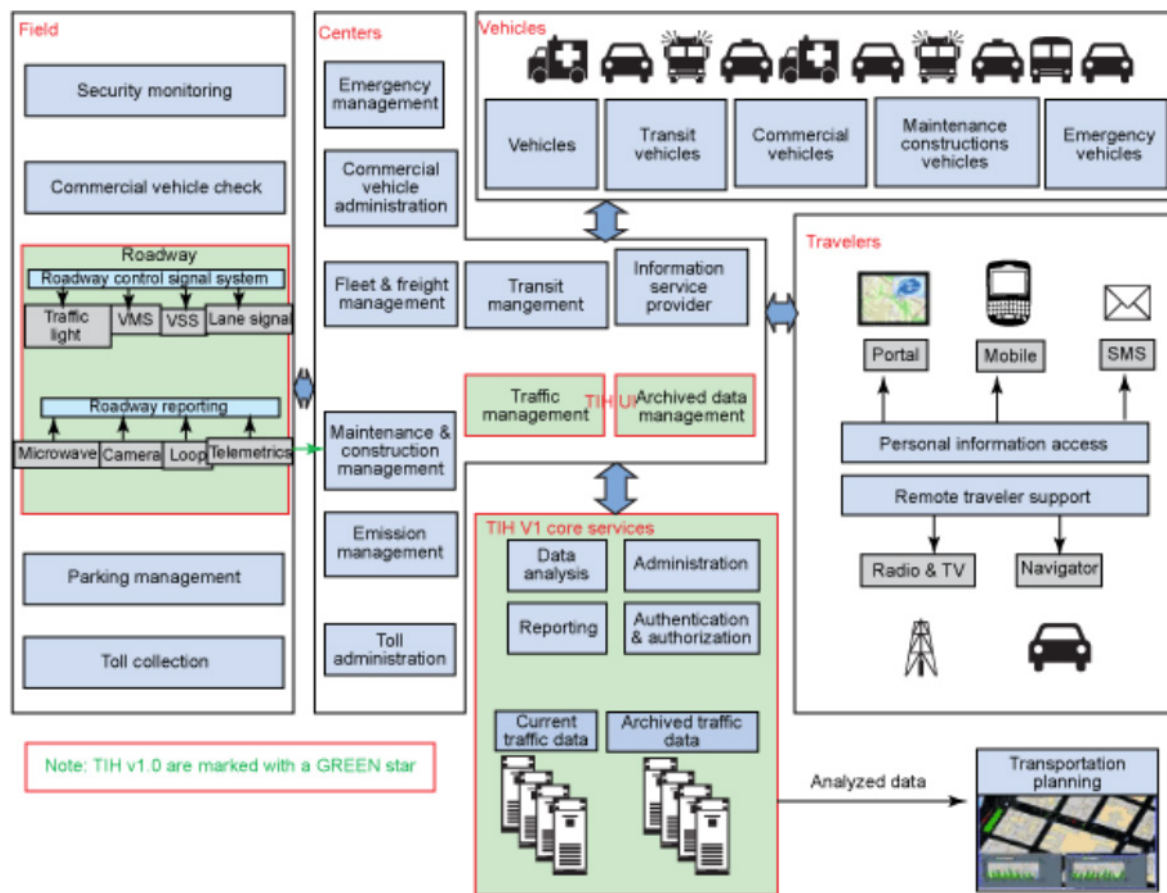 Field
Security monitoring
Commercial vehicle check
Roadway
Roadway control signal system
Traffic
light
VMS
VSS
Lane signal
Roadway reporting
Microwave
Camera
Loop
Telemetrics
Parking management
Toll collection
Note: TIH v1.0 are marked with a GREEN star
Centers
Emergency
management
Commercial
vehicle
administration
Fleet & freight
management
Transit
mangement
Information
service
provider
Traffic
management
TIH UI
Archived data
management
Maintenance &
construction
management
Emission
management
Toll
administration
Vehicles
Vehicles
Transit
vehicles
Commercial
vehicles
Maintenance
constructions
vehicles
Emergency
vehicles
Travelers
Portal
Mobile
SMS
Personal information access
Remote traveler support
Radio & TV
Navigator
TIH V1 core services
Data
analysis
Administration
Reporting
Authentication
& authorization
Current
traffic data
Archived traffic
data
Analyzed data
Transportation
planning